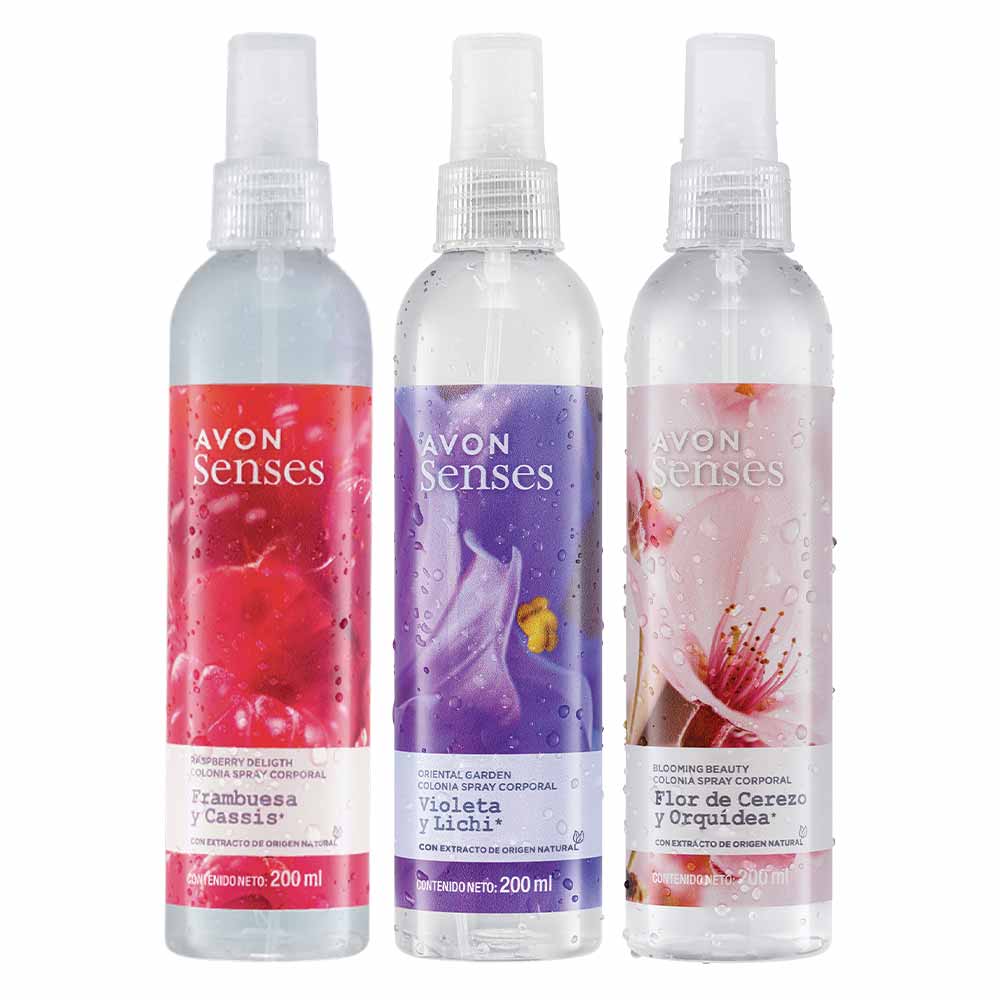 AVON
Senses
RASPBERRY DELIGTH
COLONIA SPRAY CORPORAL
Frambuesa
y Cassis*
CON EXTRACTO DE ORIGEN NATURAL
CONTENIDO NETO: 200 ml
AVON
Senses
ORIENTAL GARDEN
COLONIA SPRAY CORPORAL
Violeta
y Lichi*
CON EXTRACTO DE ORIGEN NATURAL
CONTENIDO NETO: 200 ml
AVON
Senses
BLOOMING BEAUTY
COLONIA SPRAY CORPORAL
Flor de Cerezo
y Orquídea*
CON EXTRACTO DE ORIGEN NATURAL
CONTENIDO NETO: 200 ml